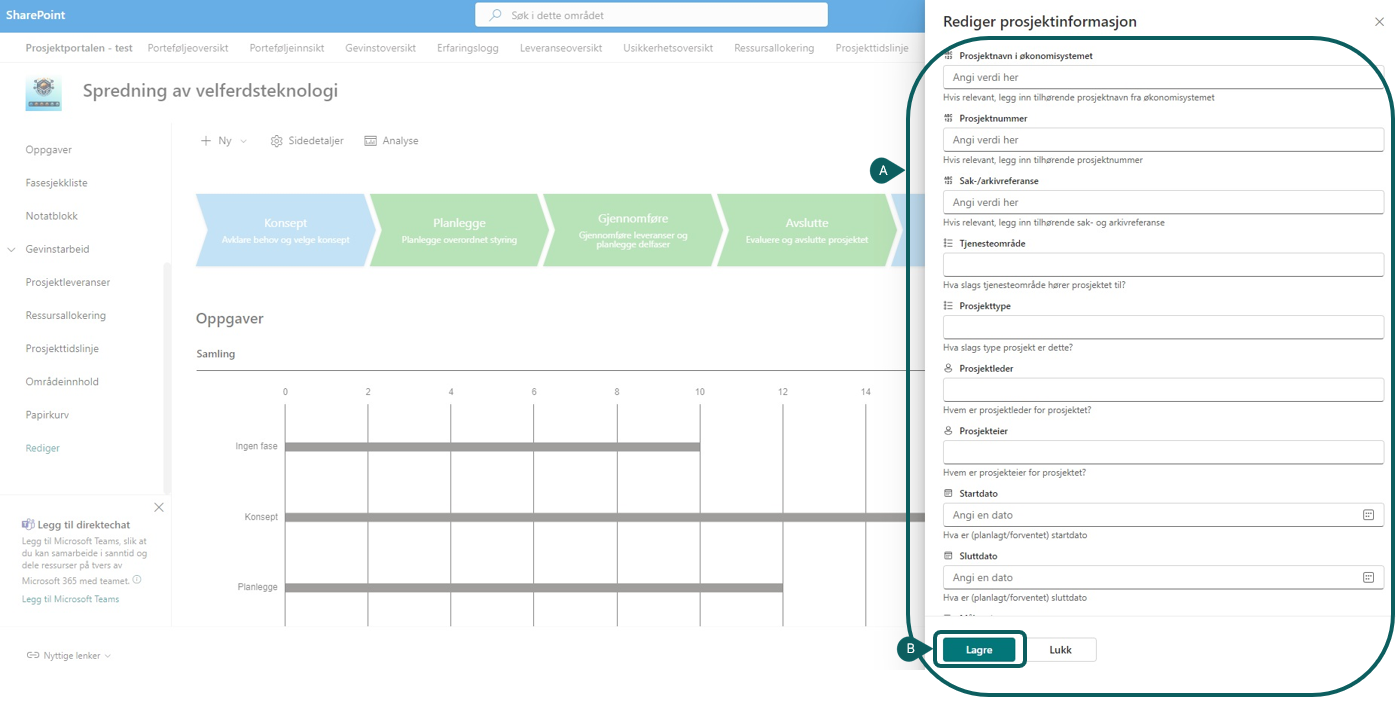 SharePoint
Søk i dette området
Prosjektportalen - test Porteføljeoversikt Porteføljeinnsikt Gevinstoversikt Erfaringslogg Leveranseoversikt Usikkerhetsoversikt Ressursallokering Prosjekttidslinje
Spredning av velferdsteknologi
Oppgaver
Fasesjekkliste
Notatblokk
Gevinstarbeid
Prosjektleveranser
Ressursallokering
Prosjekttidslinje
Områdeinnhold
Papirkurv
Rediger
Legg til direktechat
Legg til Microsoft Teams, slik at
du kan samarbeide i sanntid og
dele ressurser på tvers av
Microsoft 365 med teamet.
Legg til Microsoft Teams
Nyttige lenker
Ny Sidedetaljer Analyse
Konsept
Avklare behov og velge konsept
Planlegge
Planlegge overordnet styring
Gjennomføre
Gjennomføre leveranser og
planlegge delfaser
Avslutte
Evaluere og avslutte prosjektet
Oppgaver
Samling
0 2 4 6 8 10 12 14
Ingen fase
Konsept
Planlegge
Rediger prosjektinformasjon
A
ABC
123
Prosjektnavn i økonomisystemet
Angi verdi her
Hvis relevant, legg inn tilhørende prosjektnavn fra økonomisystemet
ABC
123
Prosjektnummer
Angi verdi her
Hvis relevant, legg inn tilhørende prosjektnummer
ABC
123
Sak-/arkivreferanse
Angi verdi her
Hvis relevant, legg inn tilhørende sak- og arkivreferanse
Tjenesteområde
Hva slags tjenesteområde hører prosjektet til?
Prosjekttype
Hva slags type prosjekt er dette?
Prosjektleder
Hvem er prosjektleder for prosjektet?
Prosjekteier
Hvem er prosjekteier for prosjektet?
Startdato
Angi en dato
Hva er (planlagt/forventet) startdato
Sluttdato
Angi en dato
Hva er (planlagt/forventet) sluttdato
B
Lagre Lukk